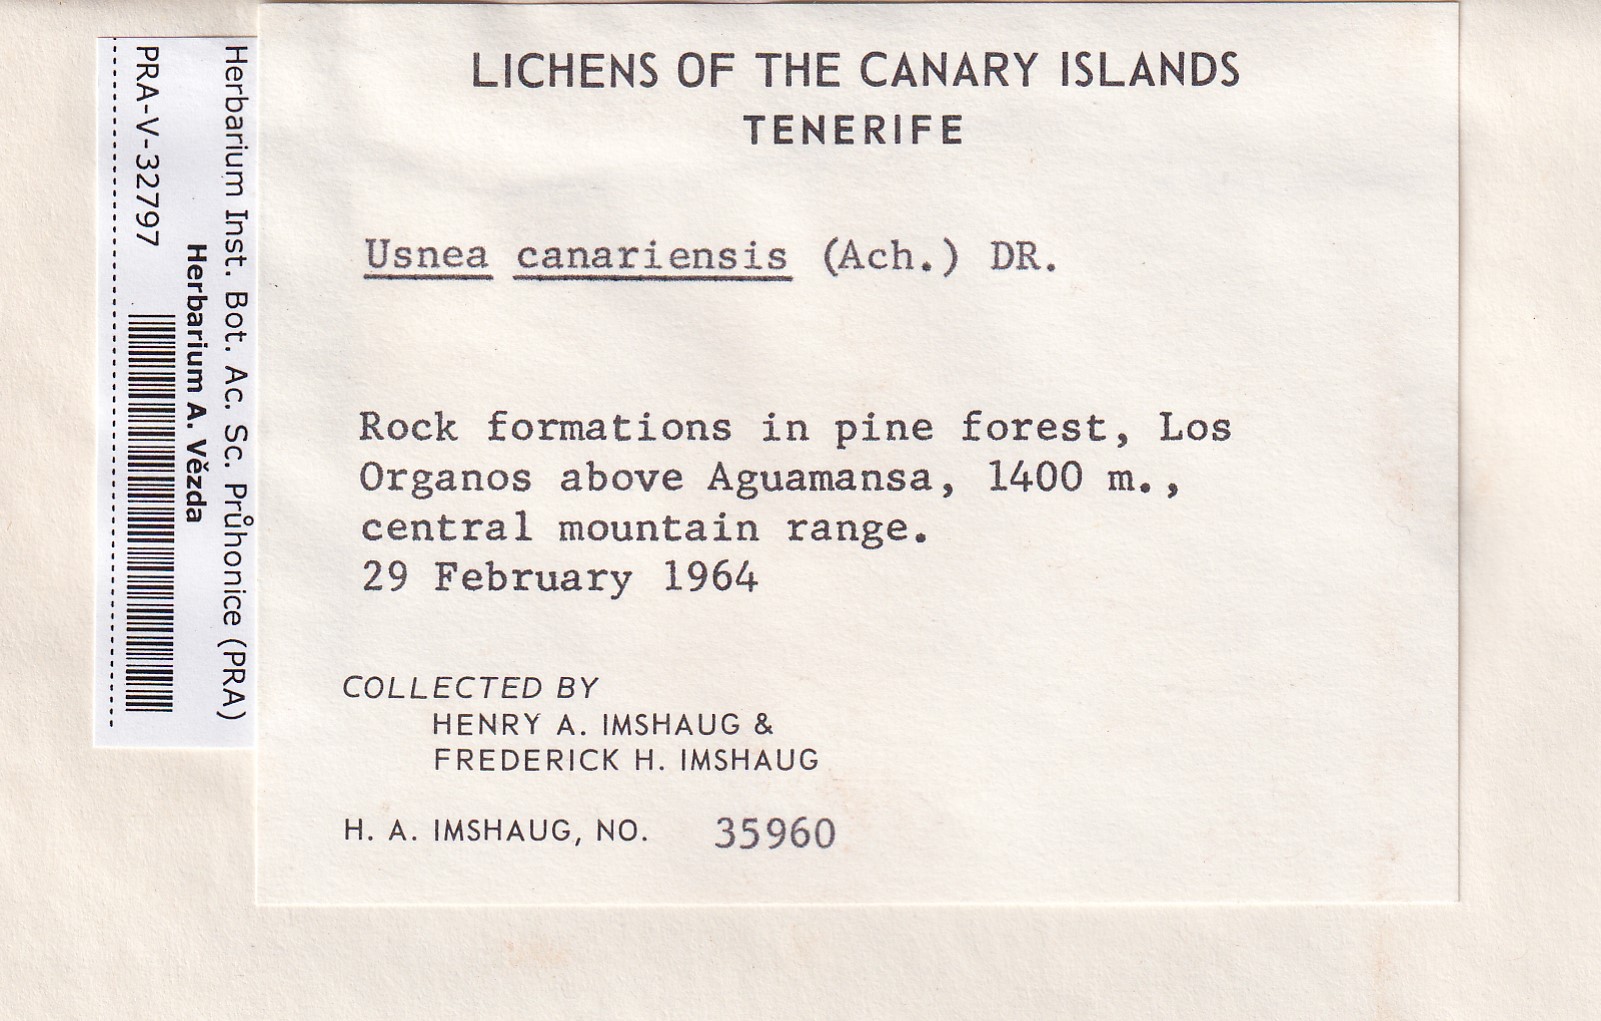 LICHENS OF THE CANARY ISLANDS
TENERIFE
Usnea canariensis (Ach.) DR.
Rock formations in pine forest, Los
Organos above Aguamansa, 1400 m.,
central mountain range.
29 February 1964
COLLECTED BY
HENRY A. IMSHAUG &
FREDERICK H. IMSHAUG
H. A. IMSHAUG, NO. 35960
Herbarium Inst. Bot. Ac. Sc. Průhonice (PRA)
Herbarium A. Vězda
PRA-V-32797